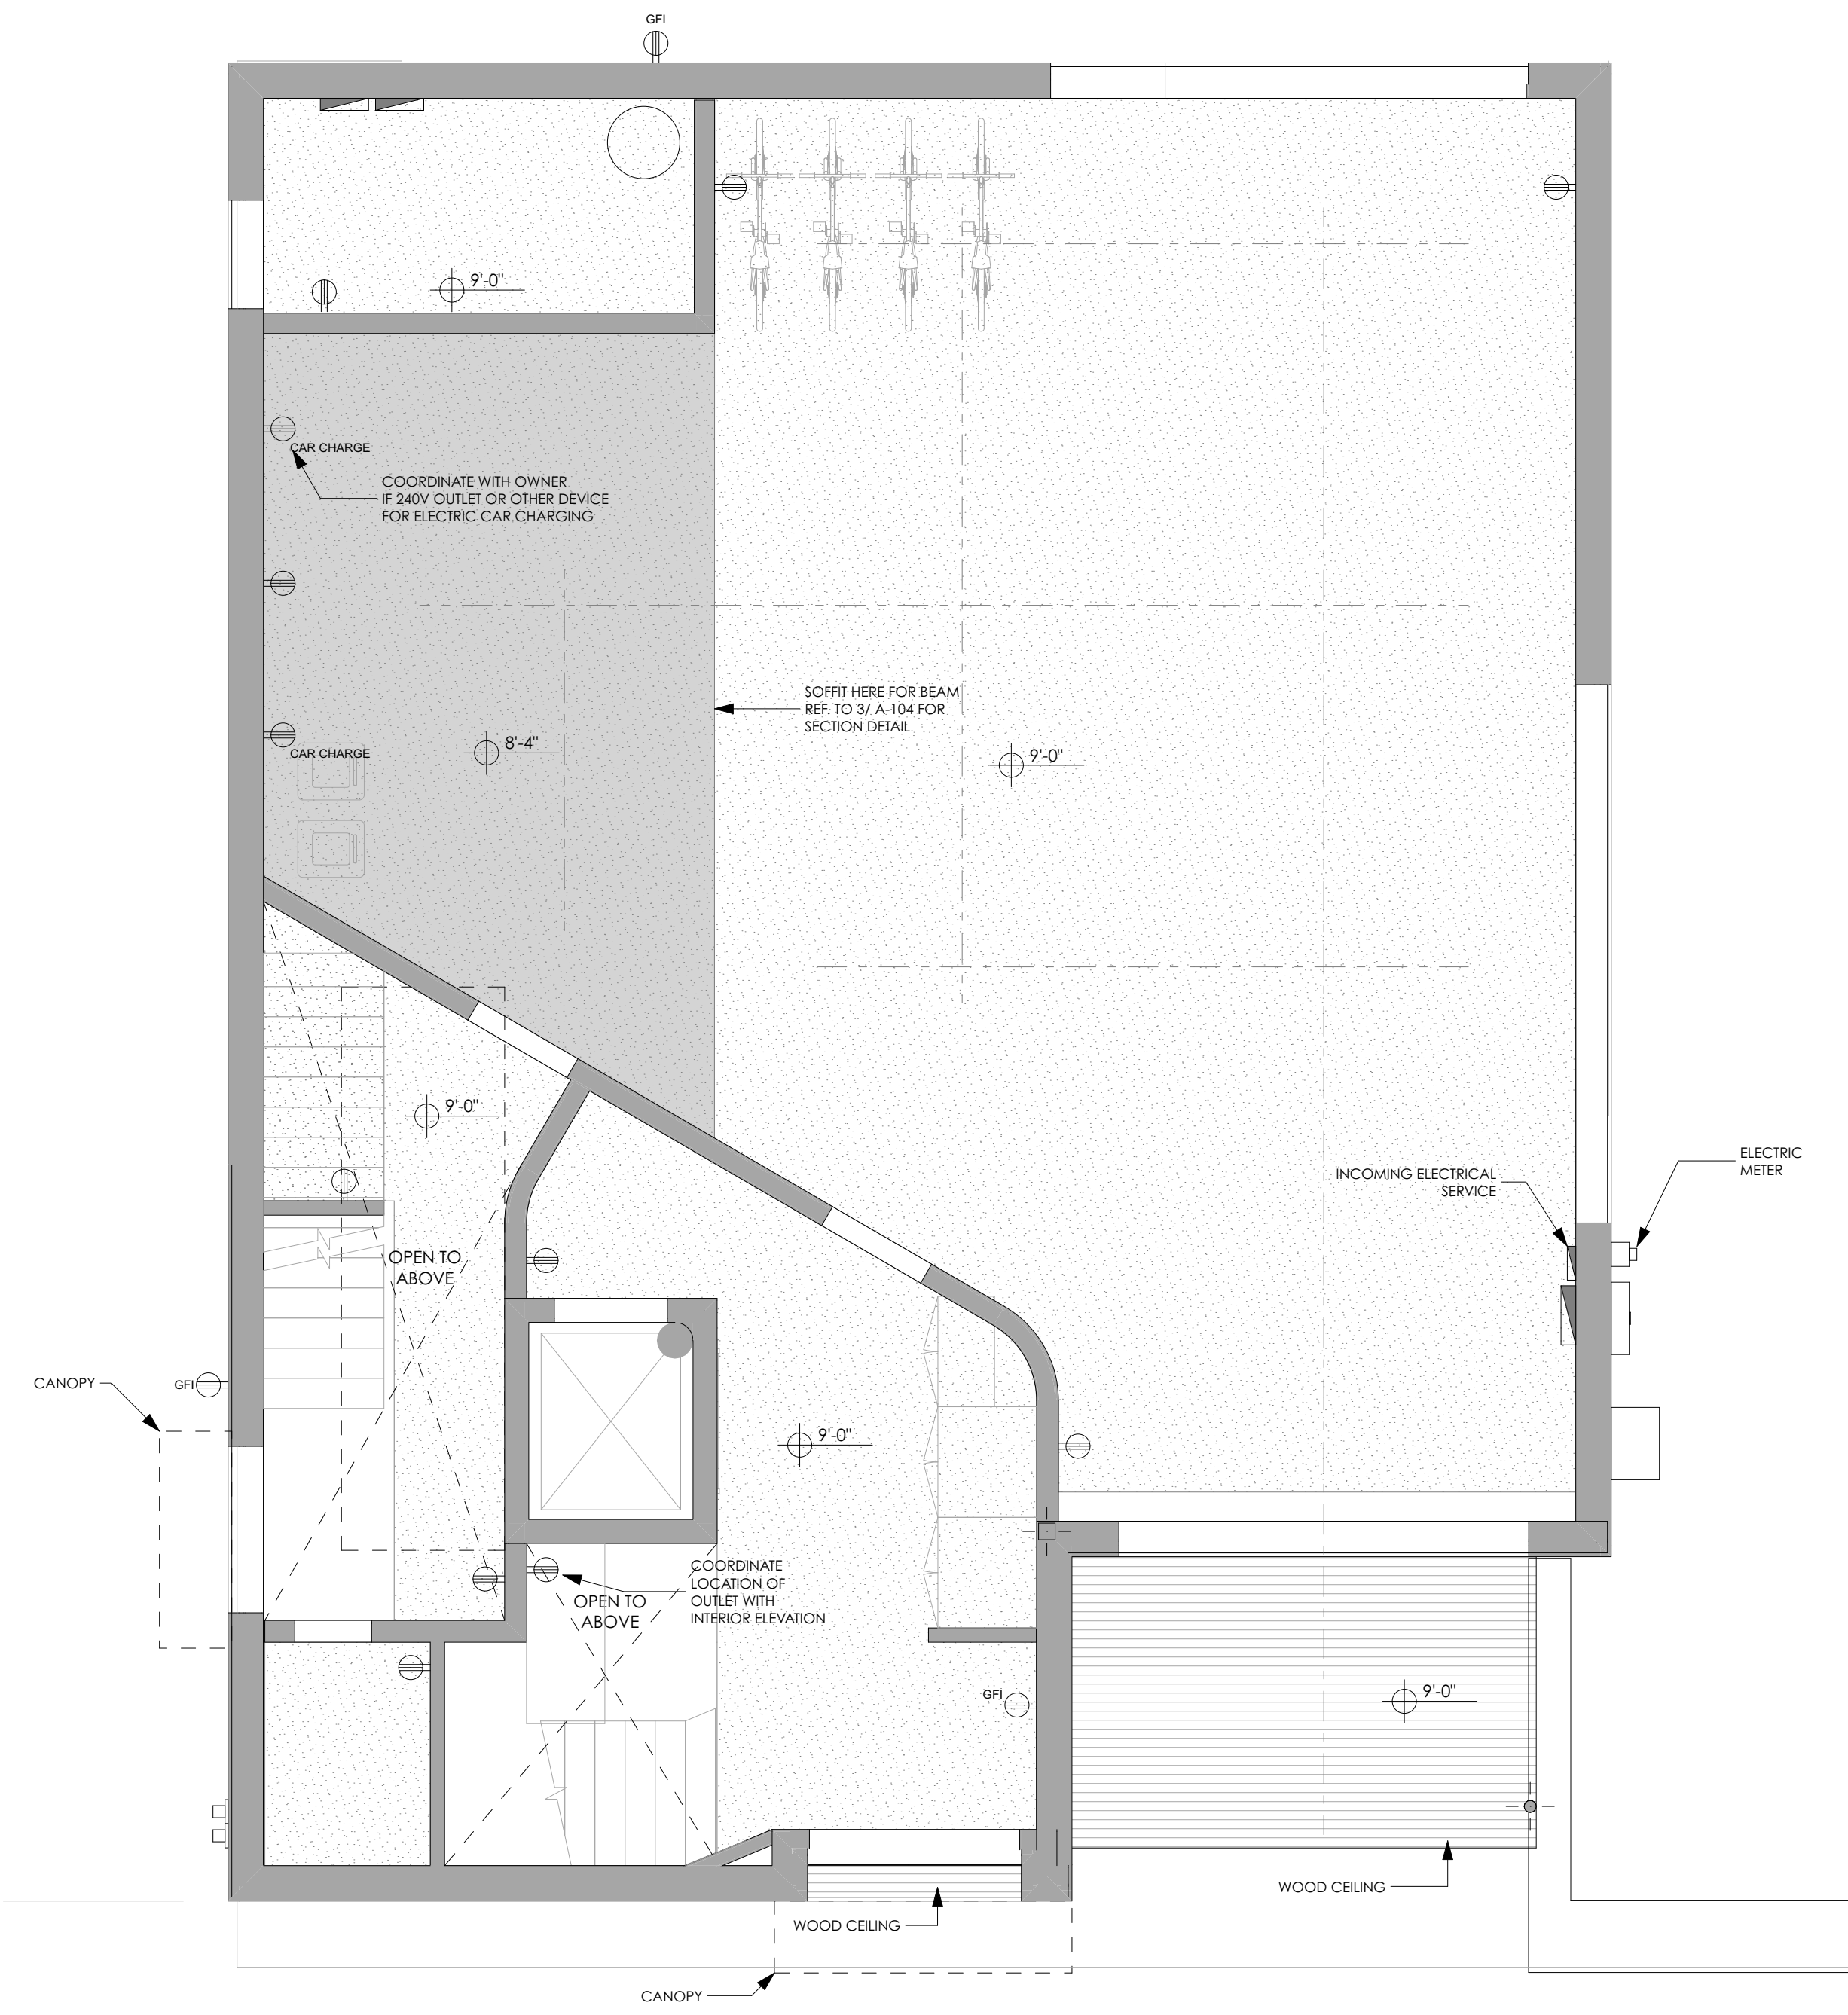 GFI
9'-0"
CAR CHARGE
COORDINATE WITH OWNER
IF 240V OUTLET OR OTHER DEVICE
FOR ELECTRIC CAR CHARGING
SOFFIT HERE FOR BEAM
REF. TO 3/ A-104 FOR
SECTION DETAIL
8'-4"
CAR CHARGE
9'-0"
9'-0"
INCOMING ELECTRICAL
SERVICE
ELECTRIC
METER
OPEN TO
ABOVE
CANOPY
GFI
9'-0"
COORDINATE
LOCATION OF
OUTLET WITH
INTERIOR ELEVATION
OPEN TO
ABOVE
GFI
9'-0"
WOOD CEILING
WOOD CEILING
CANOPY